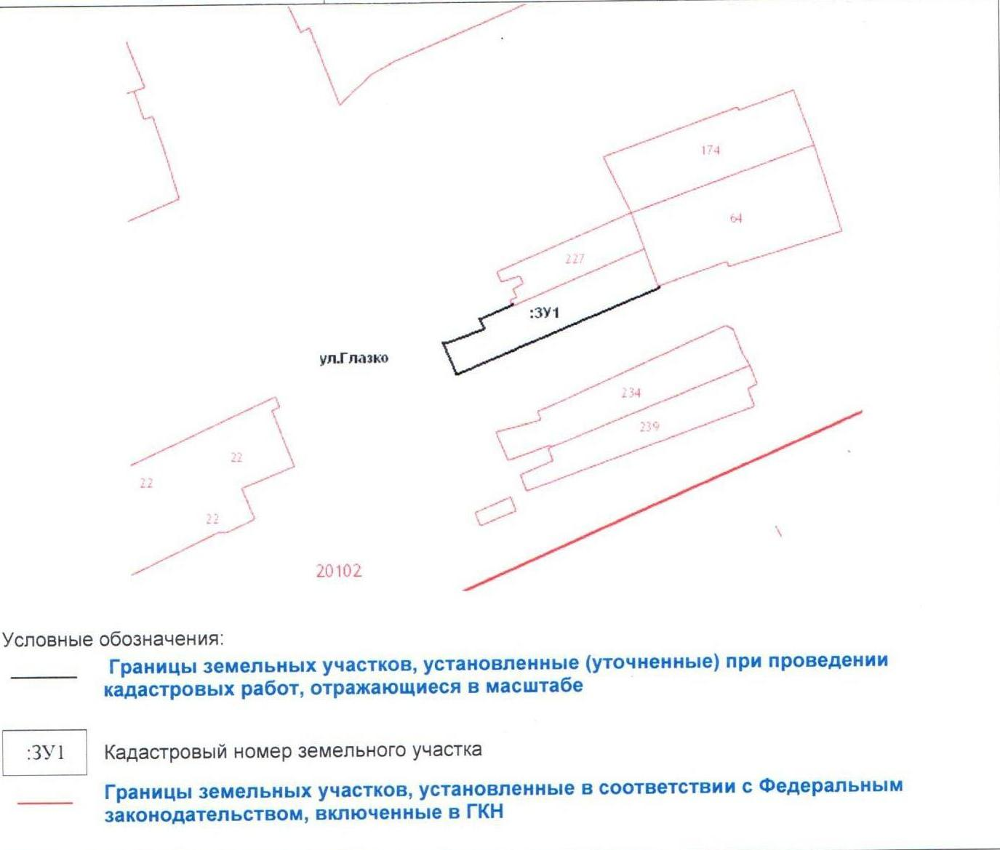 174
64
227
:ЗУ1
ул.Глазко
234
239
22
22
22
20102
Условные обозначения:
Границы земельных участков, установленные (уточненные) при проведении
кадастровых работ, отражающиеся в масштабе
:ЗУ1
Кадастровый номер земельного участка
Границы земельных участков, установленные в соответствии с Федеральным
законодательством, включенные в ГКН